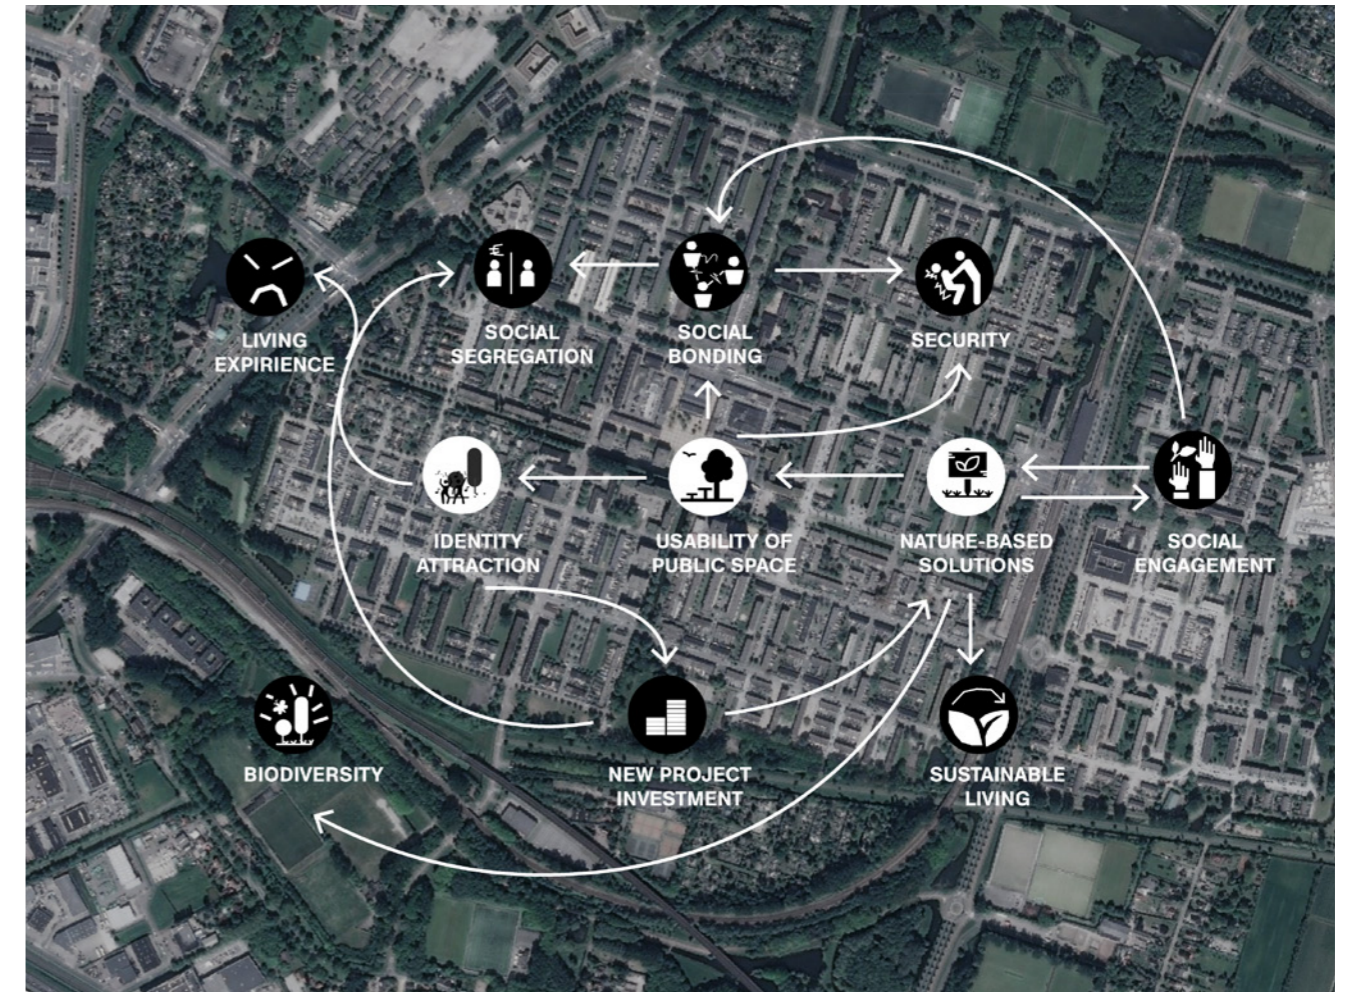 LIVING
EXPIRIENCE
SOCIAL
SEGREGATION
SOCIAL
BONDING
SECURITY
IDENTITY
ATTRACTION
USABILITY OF
PUBLIC SPACE
NATURE-BASED
SOLUTIONS
SOCIAL
ENGAGEMENT
BIODIVERSITY
NEW PROJECT
INVESTMENT
SUSTAINABLE
LIVING